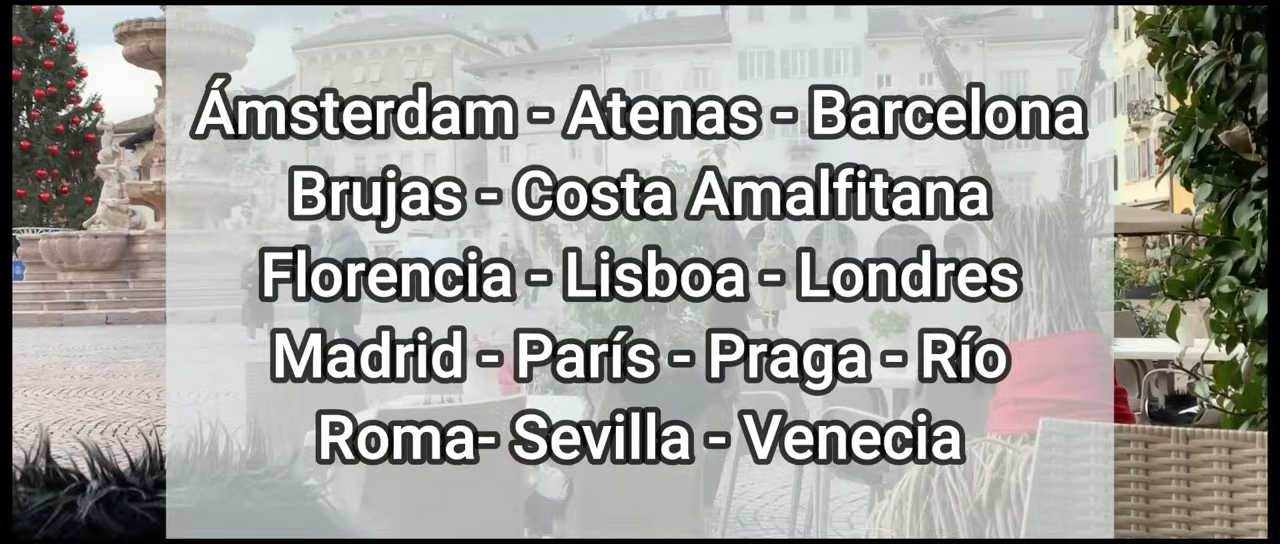 Ámsterdam - Atenas - Barcelona
Brujas - Costa Amalfitana
Florencia - Lisboa - Londres
Madrid - París - Praga - Río
Roma- Sevilla - Venecia